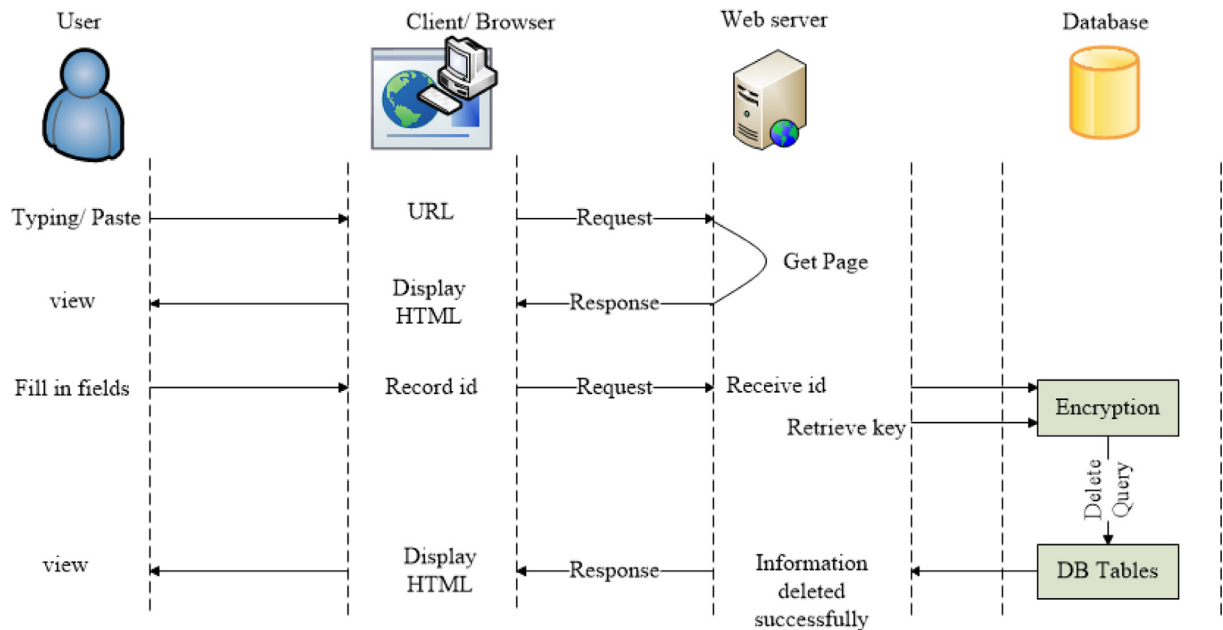 User
Client/ Browser
Web server
Database
Typing/ Paste
URL
Request
Get Page
view
Display
HTML
Response
Fill in fields
Record id
Request
Receive id
Encryption
Retrieve key
Delete
Query
view
Display
HTML
Response
Information
deleted
successfully
DB Tables